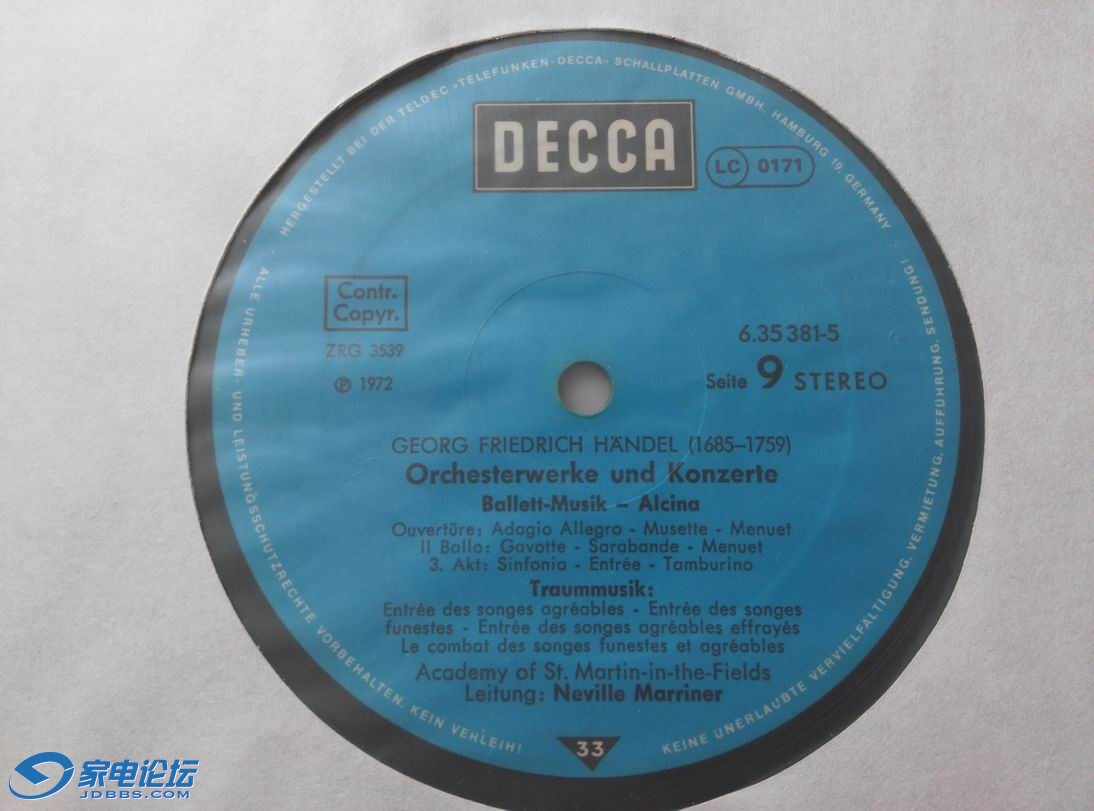 HERGESTELLT BEI DER TELDEC »TELEFUNKEN-DECCA« SCHALLPLATTEN GMBH, HAMBURG 19, GERMANY
DECCA
LC 0171
Contr.
Copyr.
ZRG 3539
℗ 1972
6.35 381-5
Seite 9 STEREO
GEORG FRIEDRICH HÄNDEL (1685–1759)
Orchesterwerke und Konzerte
Ballett-Musik – Alcina
Ouvertüre: Adagio Allegro - Musette - Menuet
II Ballo: Gavotte - Sarabande - Menuet
3. Akt: Sinfonia - Entrée - Tamburino
Traummusik:
Entrée des songes agréables - Entrée des songes
funestes - Entrée des songes agréables effrayés
Le combat des songes funestes et agréables
Academy of St. Martin-in-the-Fields
Leitung: Neville Marriner
33
ALLE URHEBER- UND LEISTUNGSSCHUTZRECHTE VORBEHALTEN. KEIN VERLEIH!
KEINE UNERLAUBTE VERVIELFÄLTIGUNG, VERMIETUNG, AUFFÜHRUNG, SENDUNG!
家电论坛
JDBBS.COM